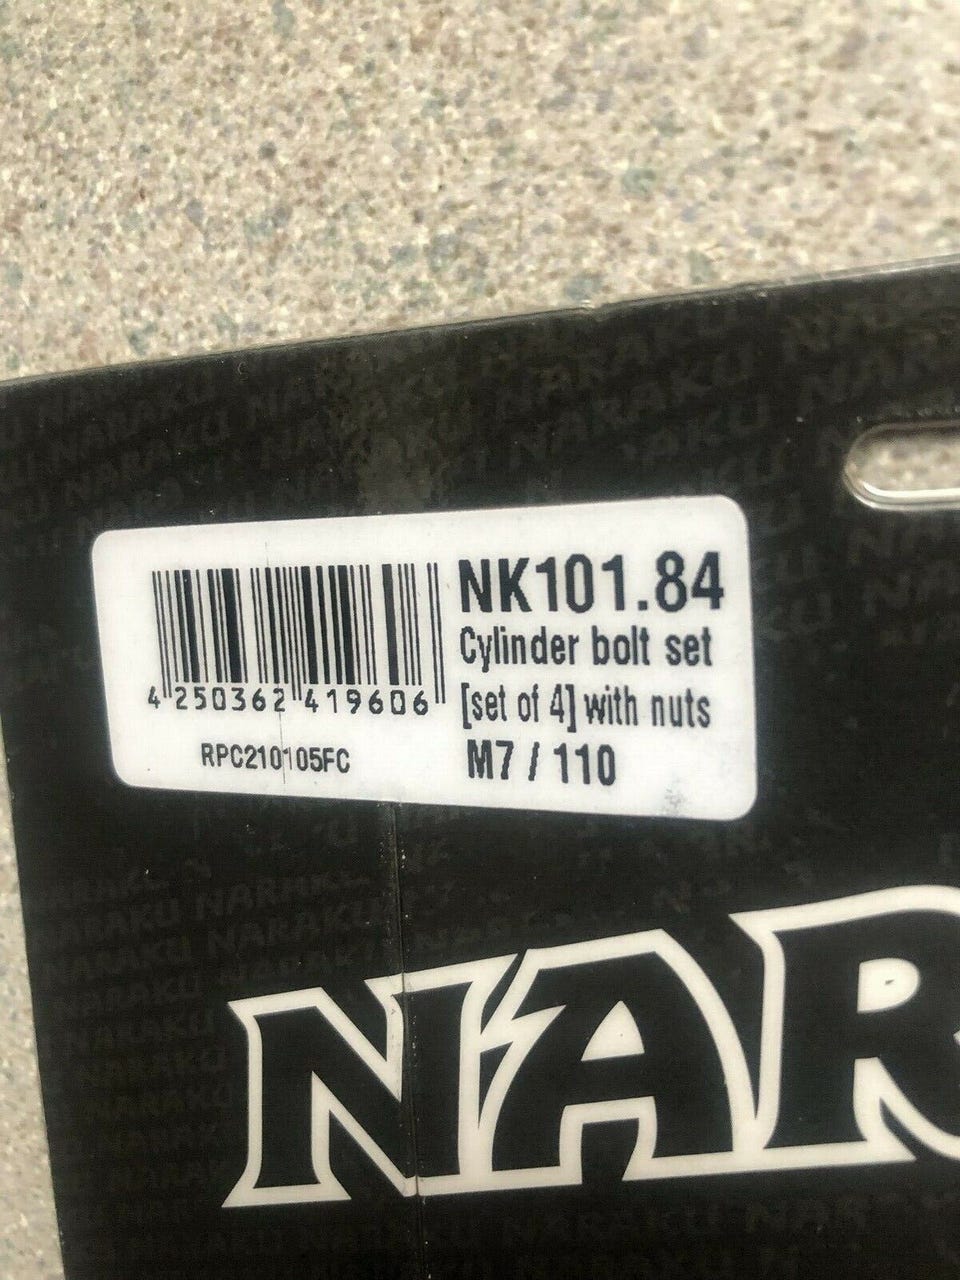 NK101.84
Cylinder bolt set
[set of 4] with nuts
M7 / 110
4 250362 419606
RPC210105FC
NAR